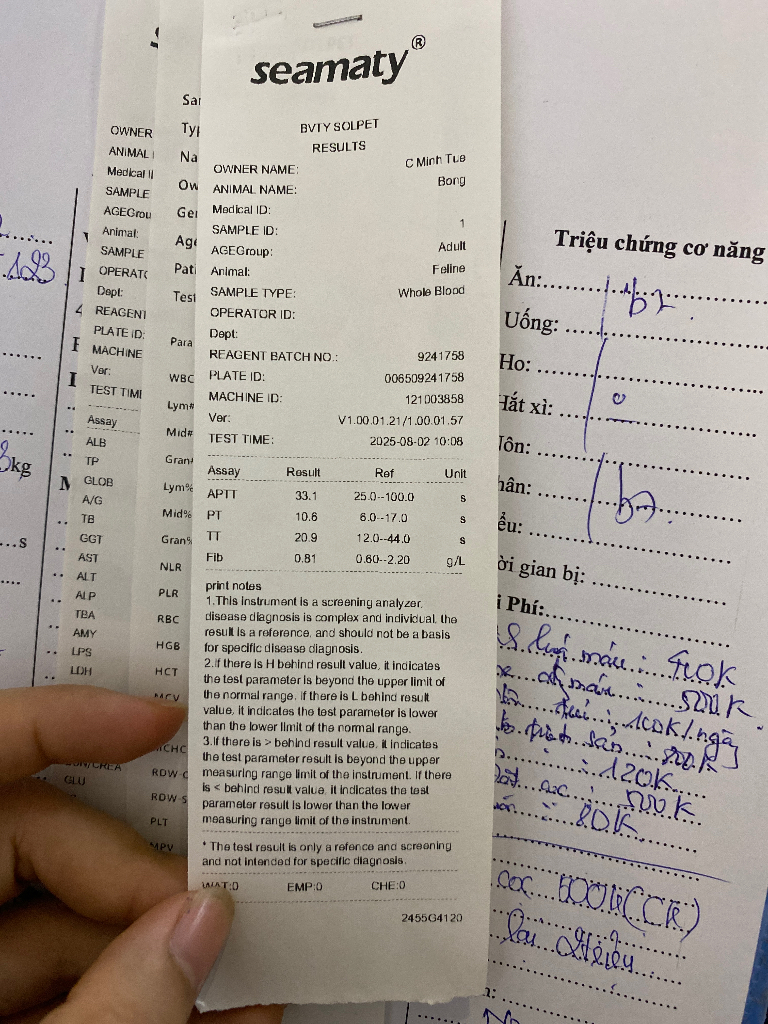 seamaty®
BVTY SOLPET
RESULTS
OWNER NAME: C Minh Tue
ANIMAL NAME: Bong
Medical ID:
SAMPLE ID: 1
AGEGroup: Adult
Animal: Feline
SAMPLE TYPE: Whole Blood
OPERATOR ID:
Dept:
REAGENT BATCH NO.: 9241758
PLATE ID: 006509241758
MACHINE ID: 121003858
Ver: V1.00.01.21/1.00.01.57
TEST TIME: 2025-08-02 10:08
Assay Result Ref Unit
APTT 33.1 25.0--100.0 s
PT 10.6 6.0--17.0 s
TT 20.9 12.0--44.0 s
Fib 0.81 0.60--2.20 g/L
print notes
1.This instrument is a screening analyzer,
disease diagnosis is complex and individual, the
result is a reference, and should not be a basis
for specific disease diagnosis.
2.if there is H behind result value, it indicates
the test parameter is beyond the upper limit of
the normal range, if there is L behind result
value, it indicates the test parameter is lower
than the lower limit of the normal range.
3.if there is > behind result value, it indicates
the test parameter result is beyond the upper
measuring range limit of the instrument. If there
is < behind result value, it indicates the test
parameter result is lower than the lower
measuring range limit of the instrument.
* The test result is only a refence and screening
and not intended for specific diagnosis.
WAT:0 EMP:0 CHE:0
2455G4120
OWNER
ANIMAL
Medical
SAMPLE
AGEGrou
Animal:
SAMPLE
OPERATO
Dept:
REAGENT
PLATE ID:
MACHINE
Ver:
TEST TIM
Assay
ALB
TP
GLOB
A/G
TB
GGT
AST
ALT
ALP
TBA
AMY
LPS
LDH
GLU
Sar
Typ
Na
Ow
Ger
Age
Pati
Test
Para
WBC
Lym#
Mid#
Gran#
Lym%
Mid%
Gran%
NLR
PLR
RBC
HGB
HCT
MCV
MCHC
RDW-C
RDW-S
PLT
MPV
123
kg
s
Triệu chứng cơ năng
Ăn: bt
Uống:
Ho:
Hắt xì:
Nôn:
hân:
ểu:
ời gian bị:
i Phí:
máu: 410K
máu: 500K
: 100K/ngày
sản: 800K
: 120K
: 500K
: 80K
cọc 500K (CK)